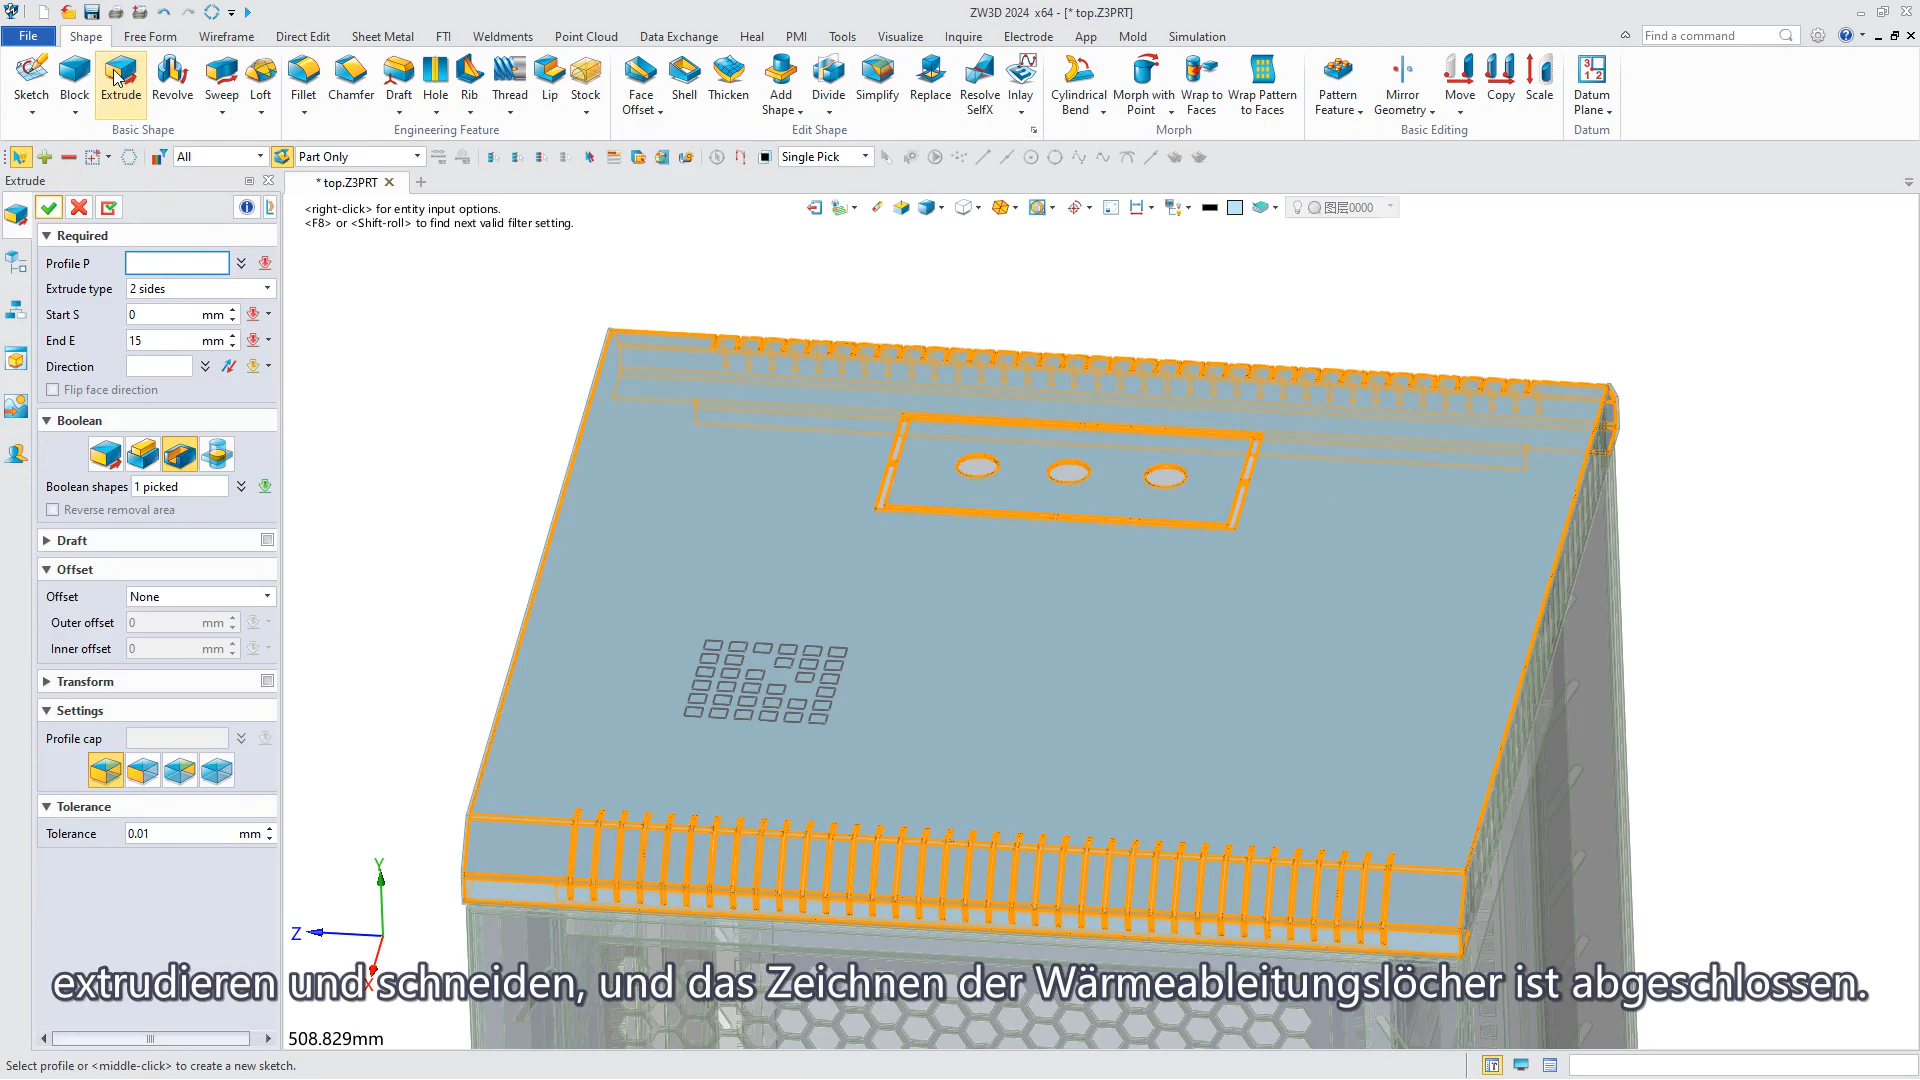 ZW3D 2024 x64 - [* top.Z3PRT]
File Shape Free Form Wireframe Direct Edit Sheet Metal FTI Weldments Point Cloud Data Exchange Heal PMI Tools Visualize Inquire Electrode App Mold Simulation Find a command
Sketch Block Extrude Revolve Sweep Loft Fillet Chamfer Draft Hole Rib Thread Lip Stock Face Offset Shell Thicken Add Shape Divide Simplify Replace Resolve SelfX Inlay Cylindrical Bend Morph with Point Wrap to Faces Wrap Pattern to Faces Pattern Feature Mirror Geometry Move Copy Scale Datum Plane
Basic Shape Engineering Feature Edit Shape Morph Basic Editing Datum
All Part Only Single Pick
Extrude * top.Z3PRT
<right-click> for entity input options.
<F8> or <Shift-roll> to find next valid filter setting.
图层0000
Required
Profile P
Extrude type 2 sides
Start S 0 mm
End E 15 mm
Direction
Flip face direction
Boolean
Boolean shapes 1 picked
Reverse removal area
Draft
Offset
Offset None
Outer offset 0 mm
Inner offset 0 mm
Transform
Settings
Profile cap
Tolerance
Tolerance 0.01 mm
Y
Z
X
extrudieren und schneiden, und das Zeichnen der Wärmeableitungslöcher ist abgeschlossen.
508.829mm
Select profile or <middle-click> to create a new sketch.